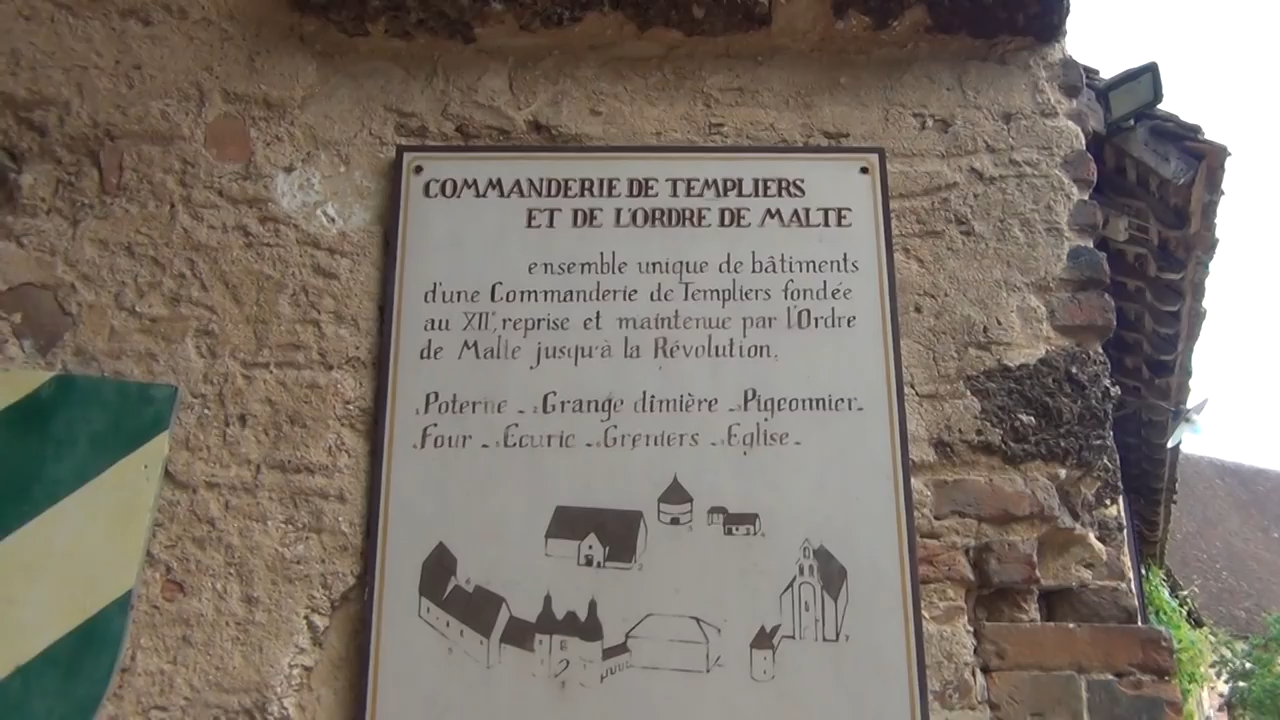 COMMANDERIE DE TEMPLIERS
ET DE L'ORDRE DE MALTE
ensemble unique de bâtiments
d'une Commanderie de Templiers fondée
au XII°, reprise et maintenue par l'Ordre
de Malte jusqu'à la Révolution.
Poterne - Grange dîmière - Pigeonnier -
Four - Ecurie - Greniers - Eglise -